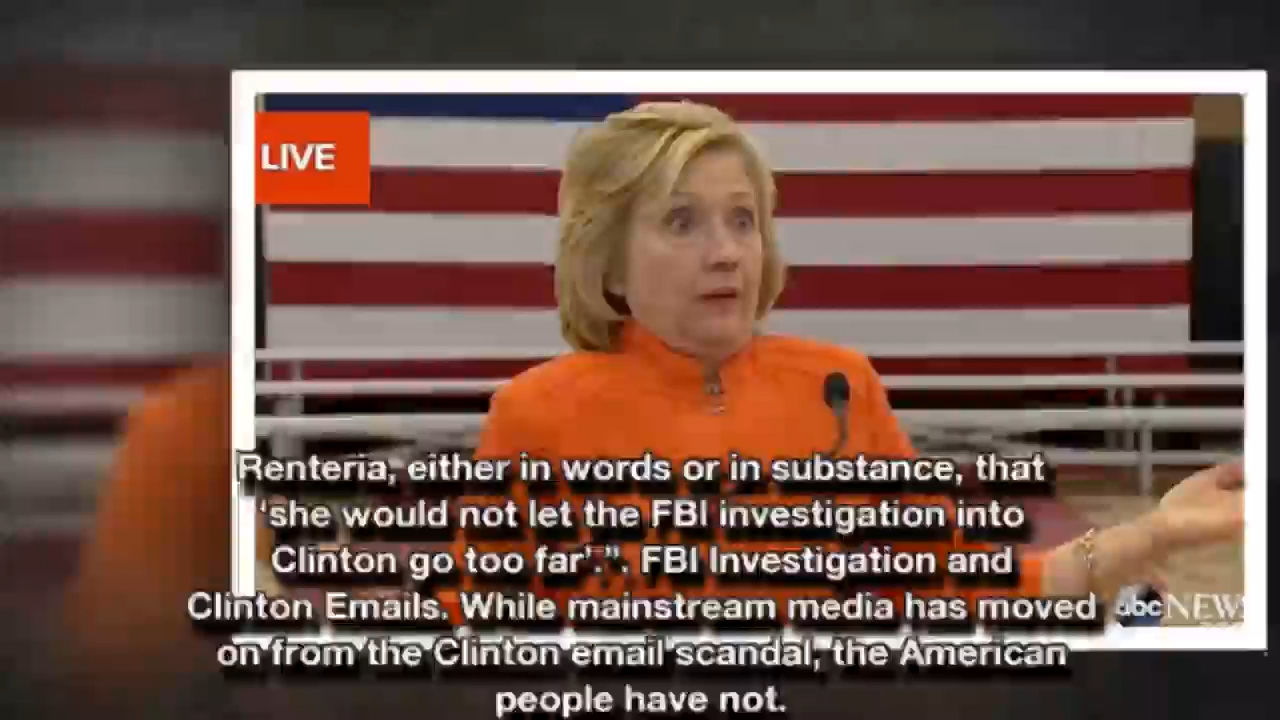 LIVE
Renteria, either in words or in substance, that
‘she would not let the FBI investigation into
Clinton go too far’.”. FBI Investigation and
Clinton Emails. While mainstream media has moved
on from the Clinton email scandal, the American
people have not.
abc NEWS